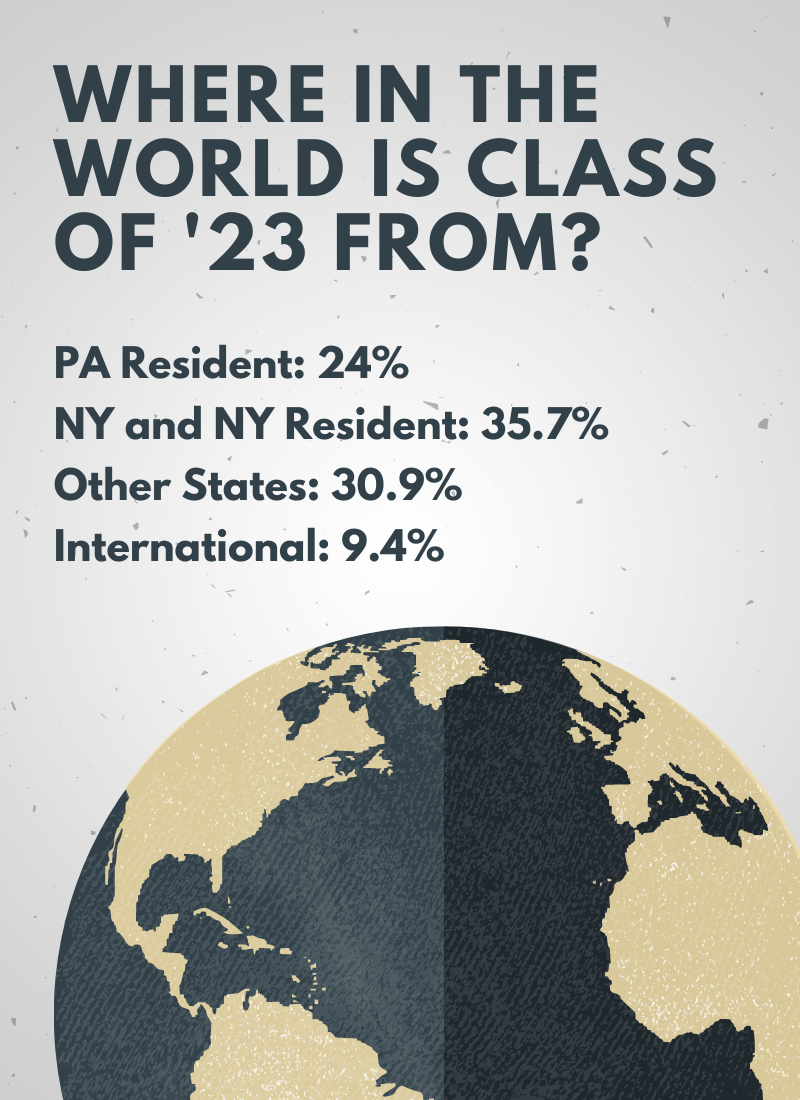 WHERE IN THE
WORLD IS CLASS
OF '23 FROM?
PA Resident: 24%
NY and NY Resident: 35.7%
Other States: 30.9%
International: 9.4%